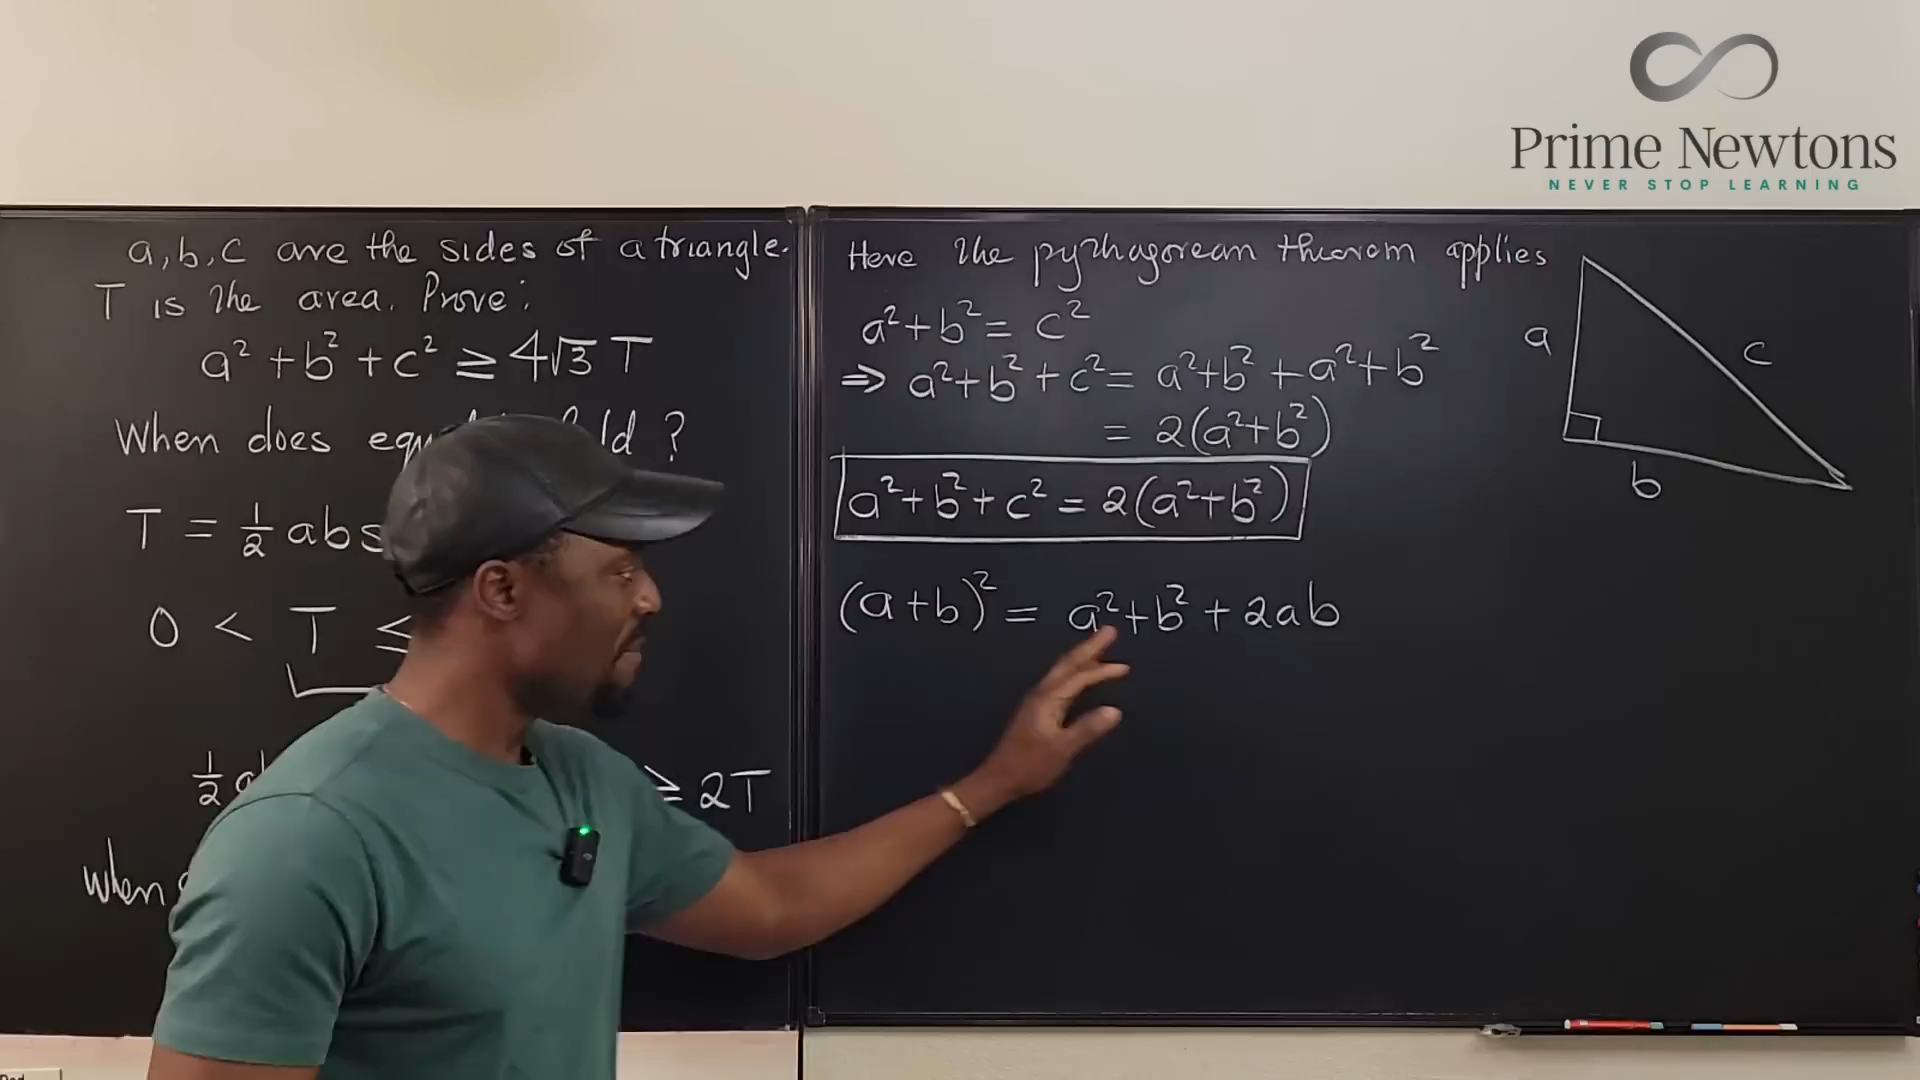 Prime Newtons
NEVER STOP LEARNING
a, b, c are the sides of a triangle.
T is the area. Prove:
a² + b² + c² ≥ 4√3 T
When does ?
T = ½ ab
0 < T ≤
½ ≥ 2T
When
Here the pythagorean theorem applies
a² + b² = c²
⇒ a² + b² + c² = a² + b² + a² + b²
= 2(a² + b²)
a² + b² + c² = 2(a² + b²)
(a + b)² = a² + b² + 2ab
a
c
b